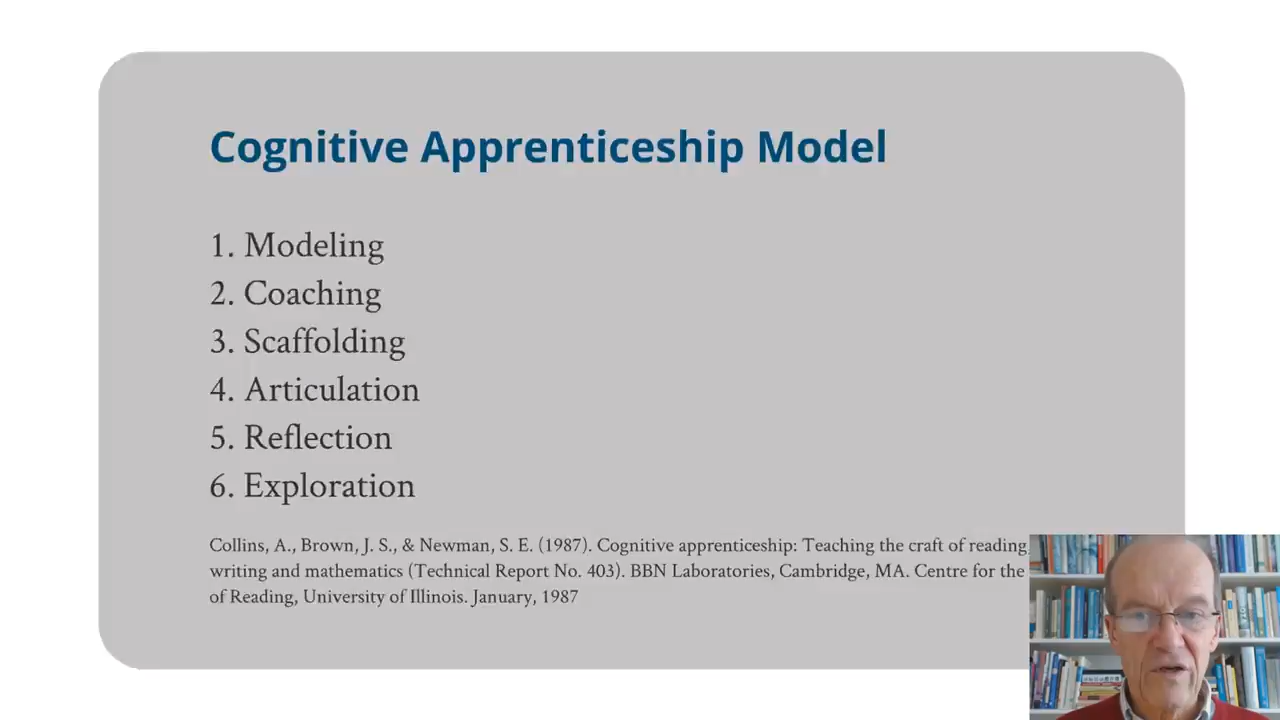 Cognitive Apprenticeship Model
1. Modeling
2. Coaching
3. Scaffolding
4. Articulation
5. Reflection
6. Exploration
Collins, A., Brown, J. S., & Newman, S. E. (1987). Cognitive apprenticeship: Teaching the craft of reading,
writing and mathematics (Technical Report No. 403). BBN Laboratories, Cambridge, MA. Centre for the
of Reading, University of Illinois. January, 1987